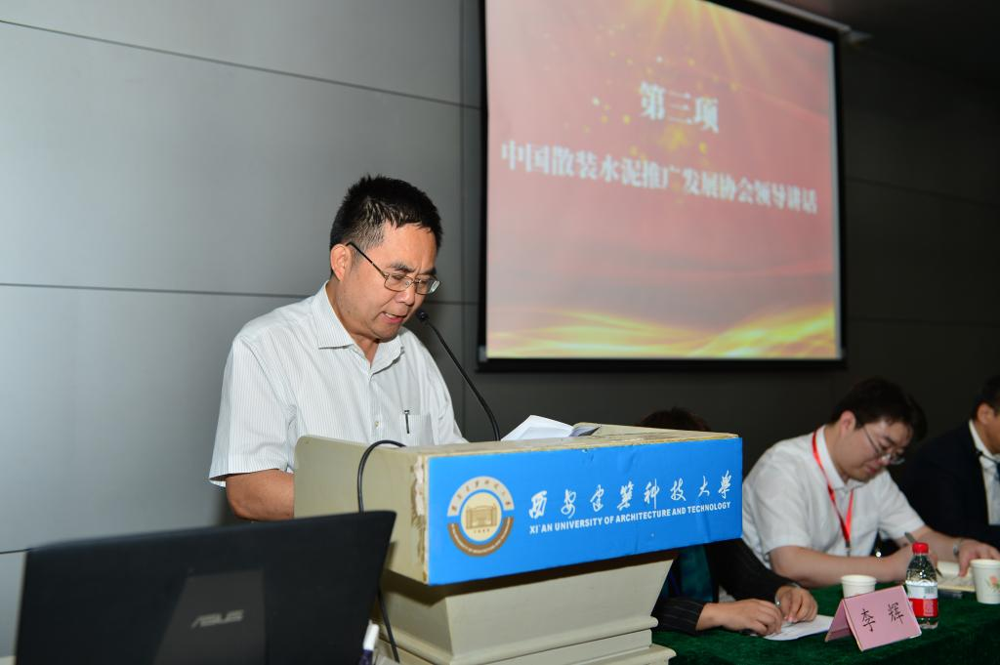 第三项
中国散装水泥推广发展协会领导讲话
西安建筑科技大学
XI'AN UNIVERSITY OF ARCHITECTURE AND TECHNOLOGY
ASUS
李辉